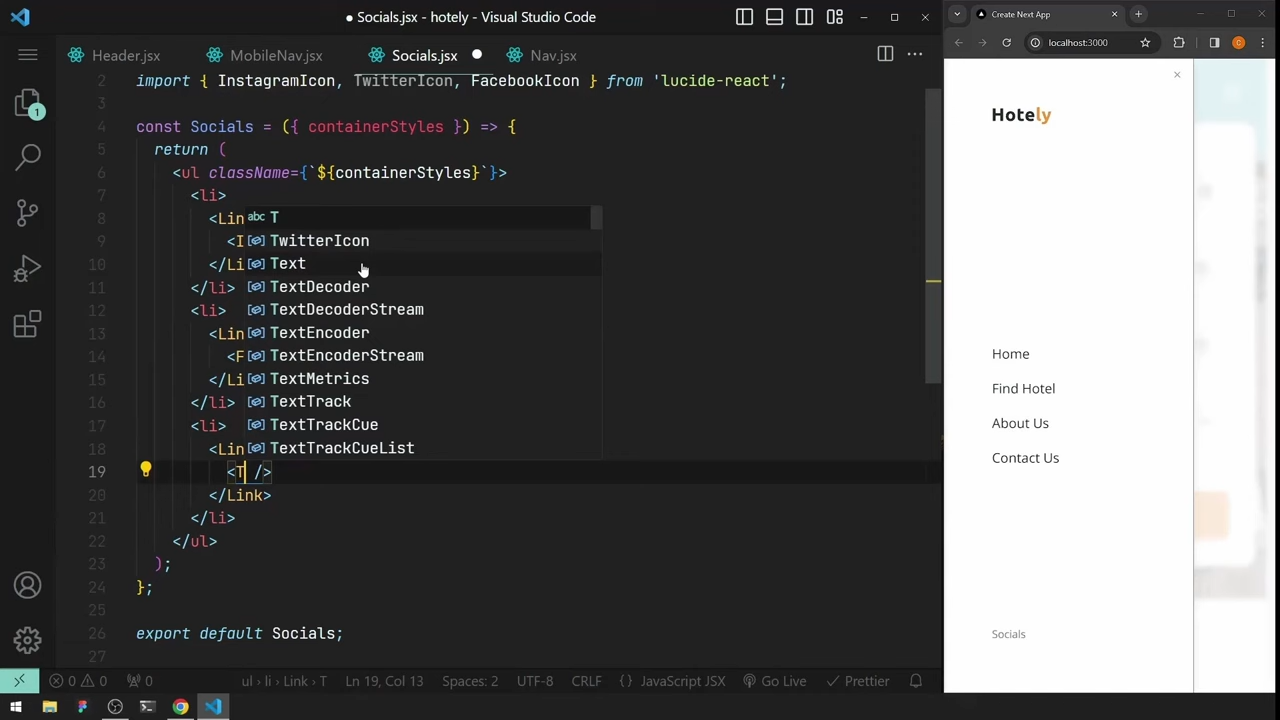 Socials.jsx - hotely - Visual Studio Code
Header.jsx
MobileNav.jsx
Socials.jsx
Nav.jsx
2 import { InstagramIcon, TwitterIcon, FacebookIcon } from 'lucide-react';
3
4 const Socials = ({ containerStyles }) => {
5 return (
6 <ul className={`${containerStyles}`}>
7 <li>
8 <Lin
9 <I
10 </Li
11 </li>
12 <li>
13 <Lin
14 <F
15 </Li
16 </li>
17 <li>
18 <Lin
19 <T />
20 </Link>
21 </li>
22 </ul>
23 );
24 };
25
26 export default Socials;
27
abc T
TwitterIcon
Text
TextDecoder
TextDecoderStream
TextEncoder
TextEncoderStream
TextMetrics
TextTrack
TextTrackCue
TextTrackCueList
1
0 0 0 ul › li › Link › T Ln 19, Col 13 Spaces: 2 UTF-8 CRLF {} JavaScript JSX Go Live Prettier
Create Next App
localhost:3000
C
Hotely
Home
Find Hotel
About Us
Contact Us
Socials